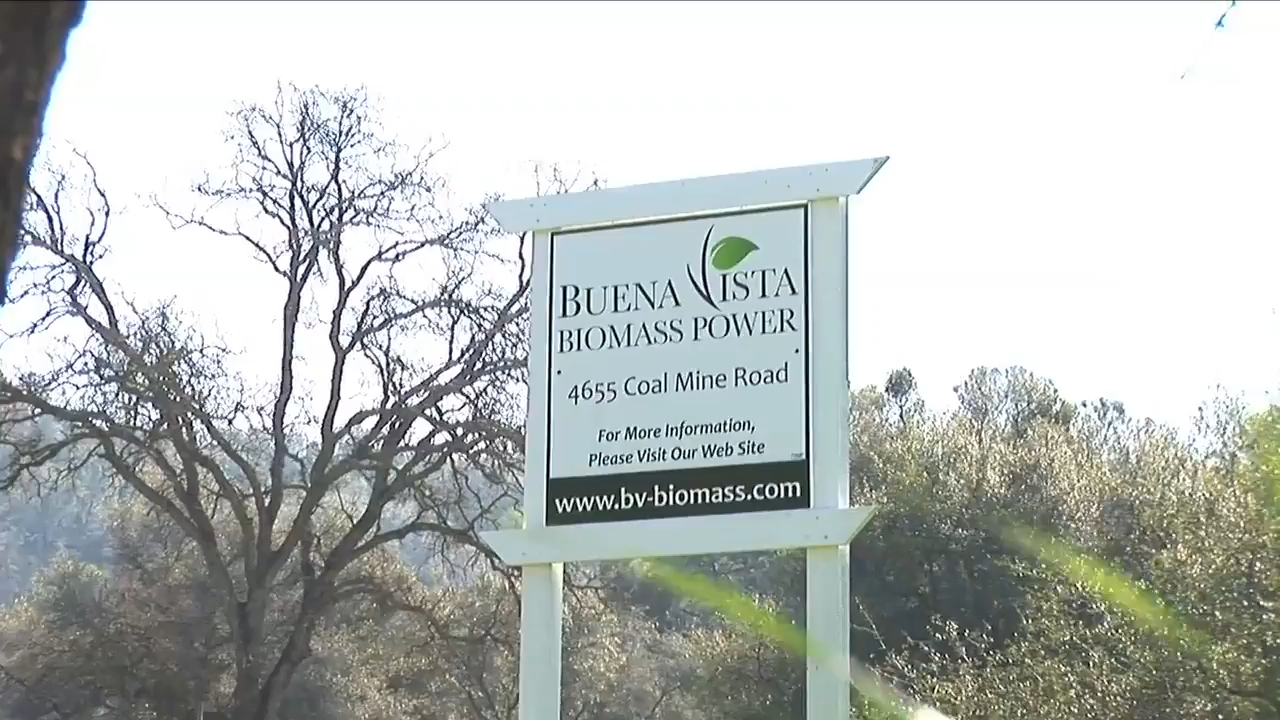 BUENA VISTA
BIOMASS POWER
4655 Coal Mine Road
For More Information,
Please Visit Our Web Site
www.bv-biomass.com